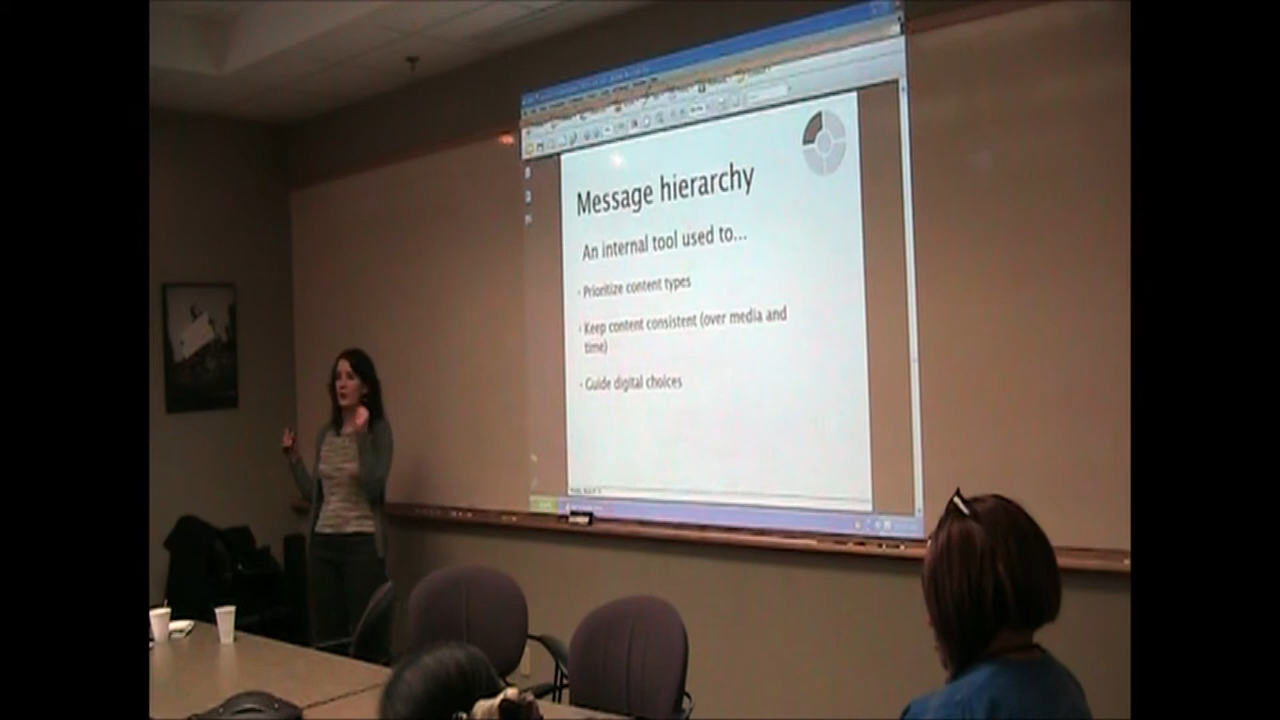 Message hierarchy
An internal tool used to...
• Prioritize content types
• Keep content consistent (over media and
time)
• Guide digital choices